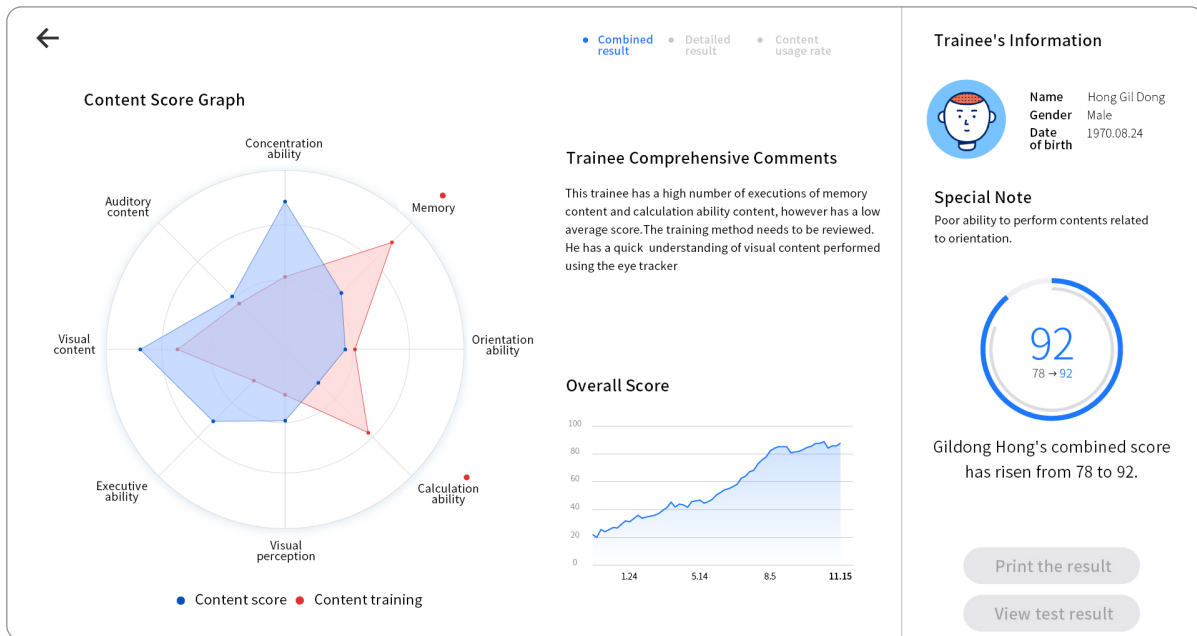 Combined
result
Detailed
result
Content
usage rate
Content Score Graph
Concentration
ability
Auditory
content
Memory
Visual
content
Orientation
ability
Executive
ability
Calculation
ability
Visual
perception
Content score
Content training
Trainee Comprehensive Comments
This trainee has a high number of executions of memory
content and calculation ability content, however has a low
average score.The training method needs to be reviewed.
He has a quick  understanding of visual content performed
using the eye tracker
Overall Score
100
80
60
40
20
0
1.24
5.14
8.5
11.15
Trainee's Information
Name Hong Gil Dong
Gender Male
Date
of birth 1970.08.24
Special Note
Poor ability to perform contents related
to orientation.
92
78 → 92
Gildong Hong's combined score
has risen from 78 to 92.
Print the result
View test result